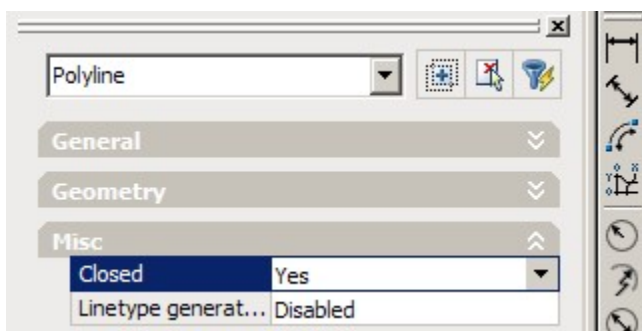 Polyline
General
Geometry
Misc
Closed Yes
Linetype generat... Disabled